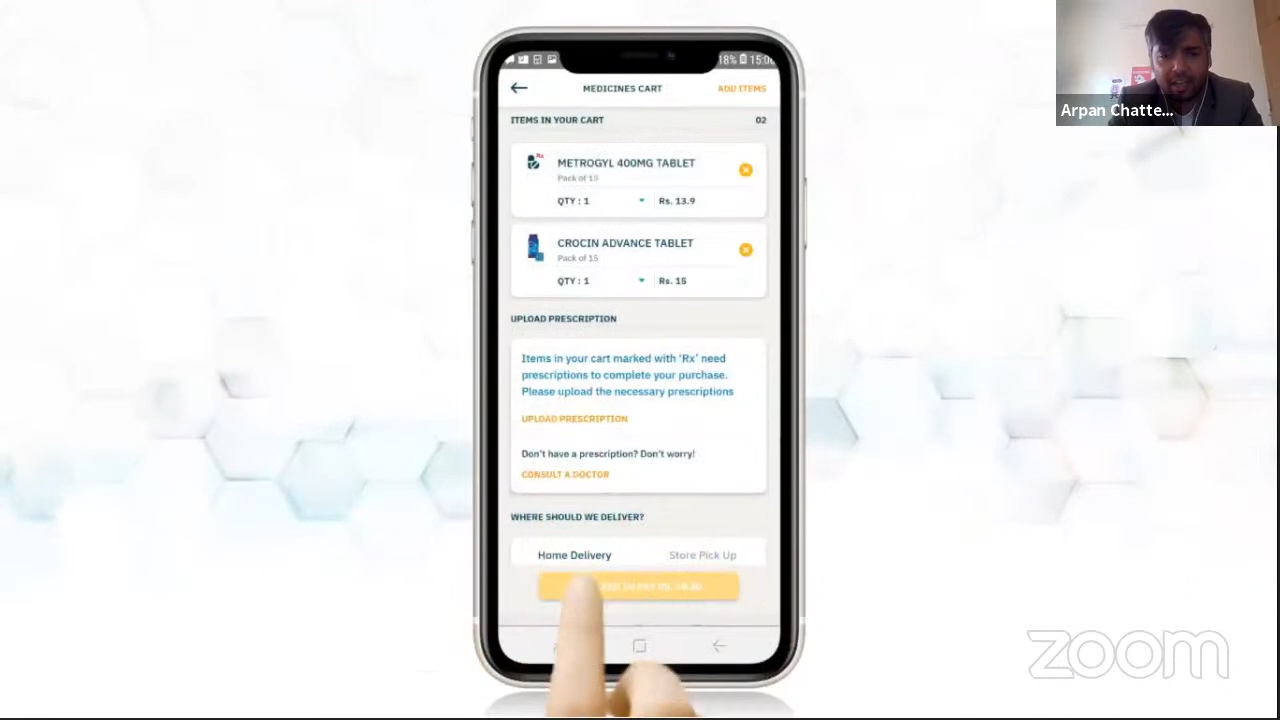 18% 15:06
MEDICINES CART
ADD ITEMS
ITEMS IN YOUR CART
02
Rx
METROGYL 400MG TABLET
Pack of 10
QTY : 1
Rs. 13.9
CROCIN ADVANCE TABLET
Pack of 15
QTY : 1
Rs. 15
UPLOAD PRESCRIPTION
Items in your cart marked with 'Rx' need
prescriptions to complete your purchase.
Please upload the necessary prescriptions
UPLOAD PRESCRIPTION
Don't have a prescription? Don't worry!
CONSULT A DOCTOR
WHERE SHOULD WE DELIVER?
Home Delivery
Store Pick Up
Arpan Chatte...
zoom